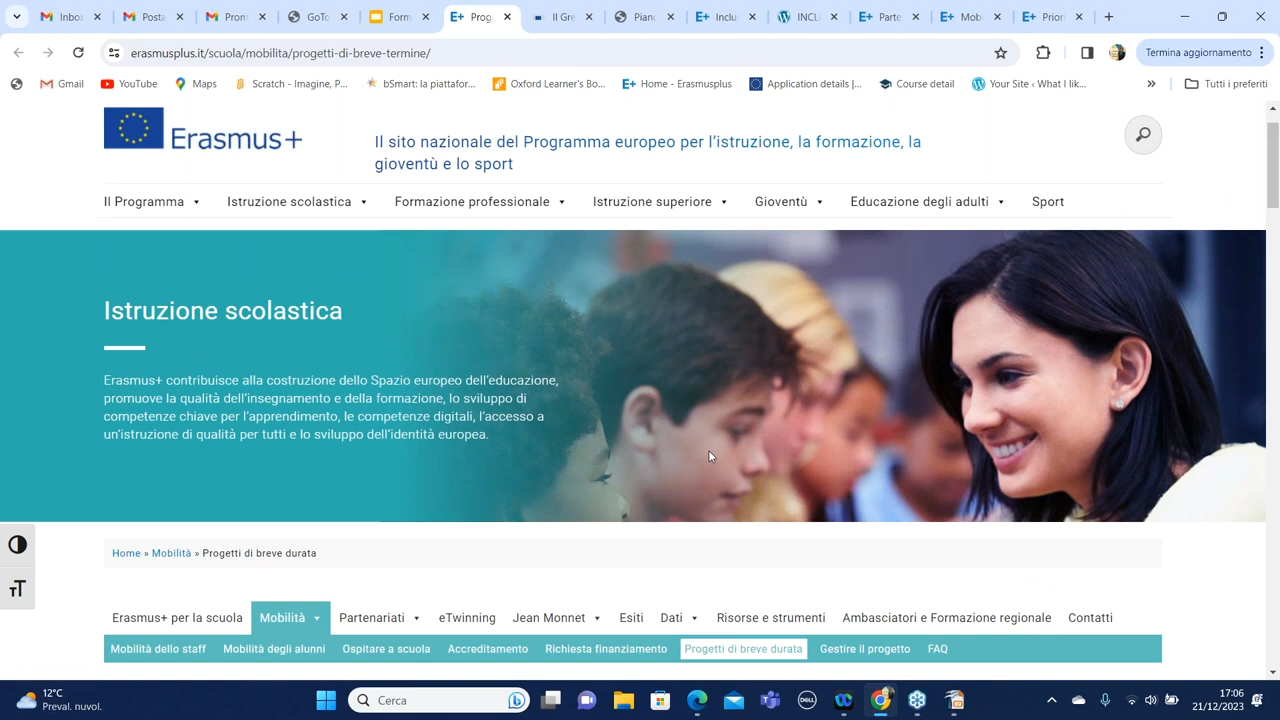 Inbox
Posta
Prom
GoTo
Form
Prog
Il Gre
Pianc
Inclu
INCL
Parte
Mobi
Priori
erasmusplus.it/scuola/mobilita/progetti-di-breve-termine/
Termina aggiornamento
Gmail
YouTube
Maps
Scratch - Imagine, P...
bSmart: la piattafor...
Oxford Learner's Bo...
Home - Erasmusplus
Application details |...
Course detail
Your Site ‹ What I lik...
Tutti i preferiti
Erasmus+
Il sito nazionale del Programma europeo per l'istruzione, la formazione, la
gioventù e lo sport
Il Programma
Istruzione scolastica
Formazione professionale
Istruzione superiore
Gioventù
Educazione degli adulti
Sport
Istruzione scolastica
Erasmus+ contribuisce alla costruzione dello Spazio europeo dell'educazione,
promuove la qualità dell'insegnamento e della formazione, lo sviluppo di
competenze chiave per l'apprendimento, le competenze digitali, l'accesso a
un'istruzione di qualità per tutti e lo sviluppo dell'identità europea.
Home » Mobilità » Progetti di breve durata
Erasmus+ per la scuola
Mobilità
Partenariati
eTwinning
Jean Monnet
Esiti
Dati
Risorse e strumenti
Ambasciatori e Formazione regionale
Contatti
Mobilità dello staff
Mobilità degli alunni
Ospitare a scuola
Accreditamento
Richiesta finanziamento
Progetti di breve durata
Gestire il progetto
FAQ
12°C
Preval. nuvol.
Cerca
DELL
17:06
21/12/2023